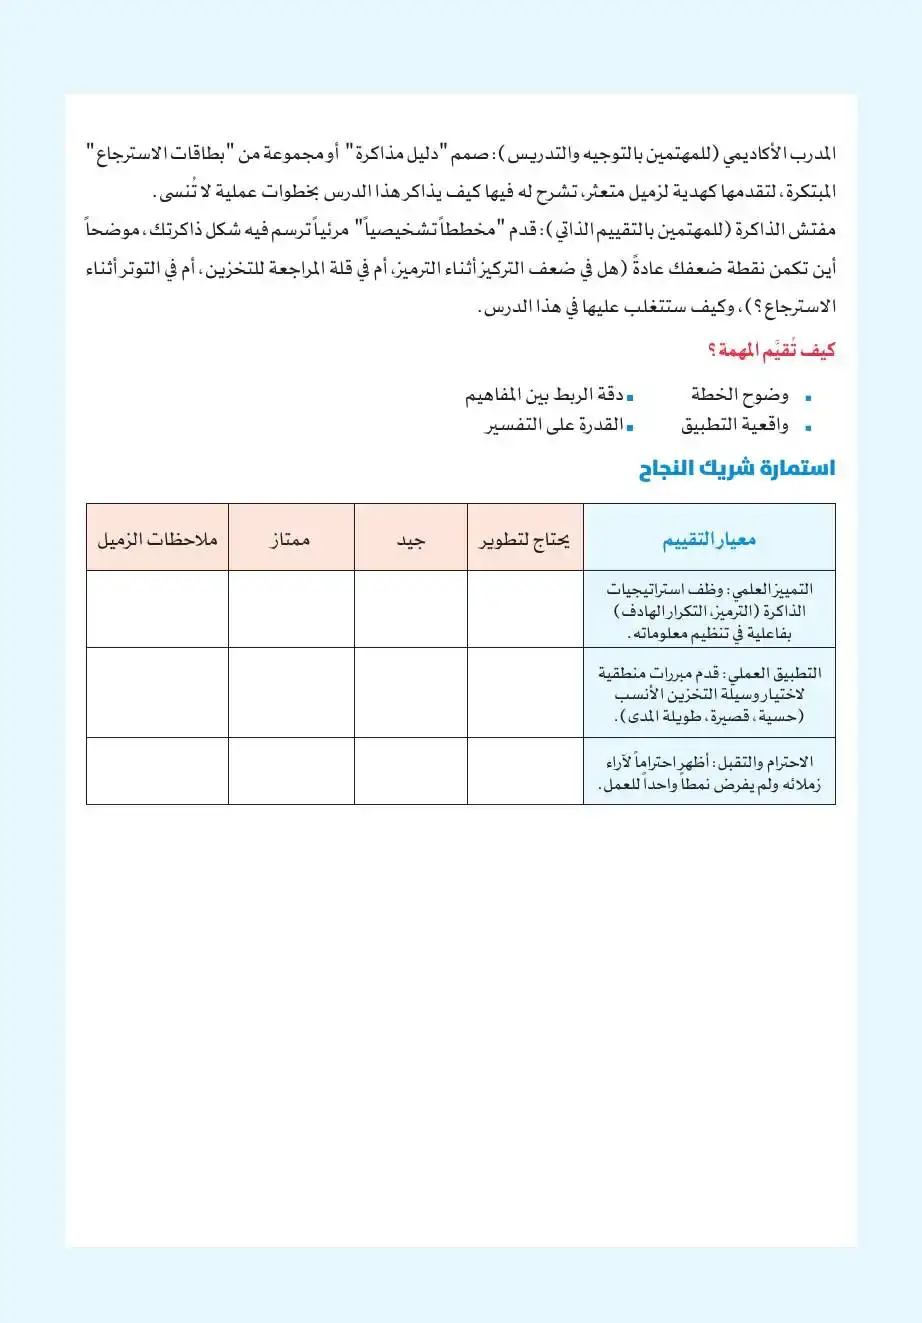 المدرب الأكاديمي (للمهتمين بالتوجيه والتدريس): صمم "دليل مذاكرة" أو مجموعة من "بطاقات الاسترجاع"
المبتكرة، لتقدمها كهدية لزميل متعثر، تشرح له فيها كيف يذاكر هذا الدرس بخطوات عملية لا تُنسى.
مفتش الذاكرة (للمهتمين بالتقييم الذاتي): قدم "مخططاً تشخيصياً" مرئياً ترسم فيه شكل ذاكرتك، موضحاً
أين تكمن نقطة ضعفك عادةً (هل في ضعف التركيز أثناء الترميز، أم في قلة المراجعة للتخزين، أم في التوتر أثناء
الاسترجاع؟)، وكيف ستتغلب عليها في هذا الدرس.
كيف تُقيَّم المهمة؟
▪ وضوح الخطة ▪ دقة الربط بين المفاهيم
▪ واقعية التطبيق ▪ القدرة على التفسير
استمارة شريك النجاح
معيار التقييم يحتاج لتطوير جيد ممتاز ملاحظات الزميل
التمييز العلمي: وظف استراتيجيات
الذاكرة (الترميز، التكرار الهادف)
بفاعلية في تنظيم معلوماته.
التطبيق العملي: قدم مبررات منطقية
لاختيار وسيلة التخزين الأنسب
(حسية، قصيرة، طويلة المدى).
الاحترام والتقبل: أظهر احتراماً لآراء
زملائه ولم يفرض نمطاً واحداً للعمل.